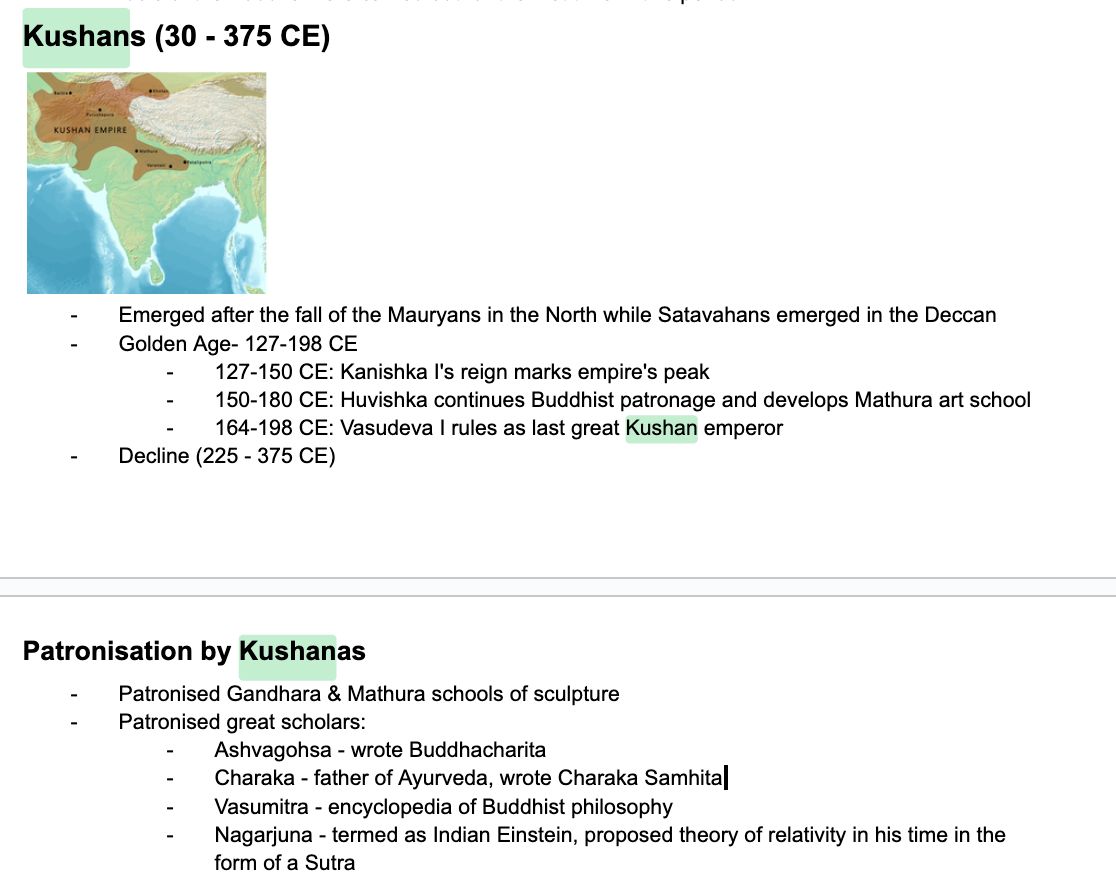 Kushans (30 - 375 CE)
Khotan
KUSHAN EMPIRE
Mathura
Varanasi
Pataliputra
- Emerged after the fall of the Mauryans in the North while Satavahans emerged in the Deccan
- Golden Age- 127-198 CE
- 127-150 CE: Kanishka I's reign marks empire's peak
- 150-180 CE: Huvishka continues Buddhist patronage and develops Mathura art school
- 164-198 CE: Vasudeva I rules as last great Kushan emperor
- Decline (225 - 375 CE)
Patronisation by Kushanas
- Patronised Gandhara & Mathura schools of sculpture
- Patronised great scholars:
- Ashvagohsa - wrote Buddhacharita
- Charaka - father of Ayurveda, wrote Charaka Samhita
- Vasumitra - encyclopedia of Buddhist philosophy
- Nagarjuna - termed as Indian Einstein, proposed theory of relativity in his time in the
form of a Sutra